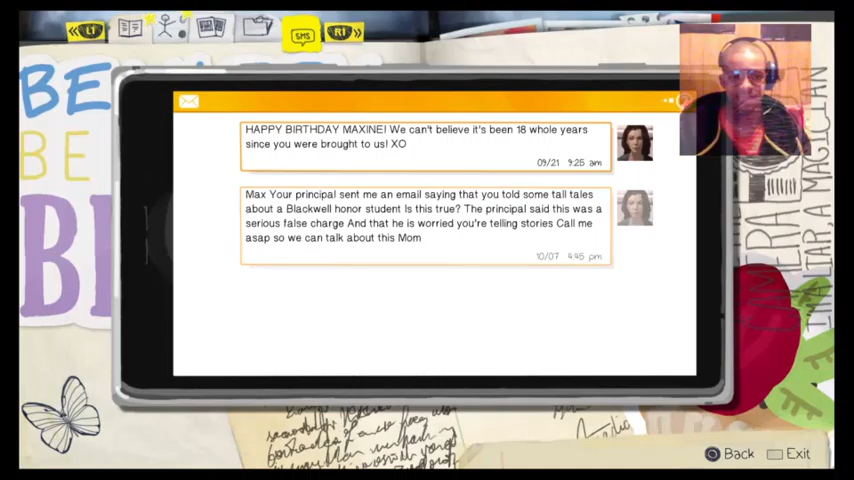 L1
SMS
R1
HAPPY BIRTHDAY MAXINE! We can't believe it's been 18 whole years
since you were brought to us! XO
09/21 9:25 am
Max Your principal sent me an email saying that you told some tall tales
about a Blackwell honor student Is this true? The principal said this was a
serious false charge And that he is worried you're telling stories Call me
asap so we can talk about this Mom
10/07 4:45 pm
BE
BE
Back
Exit